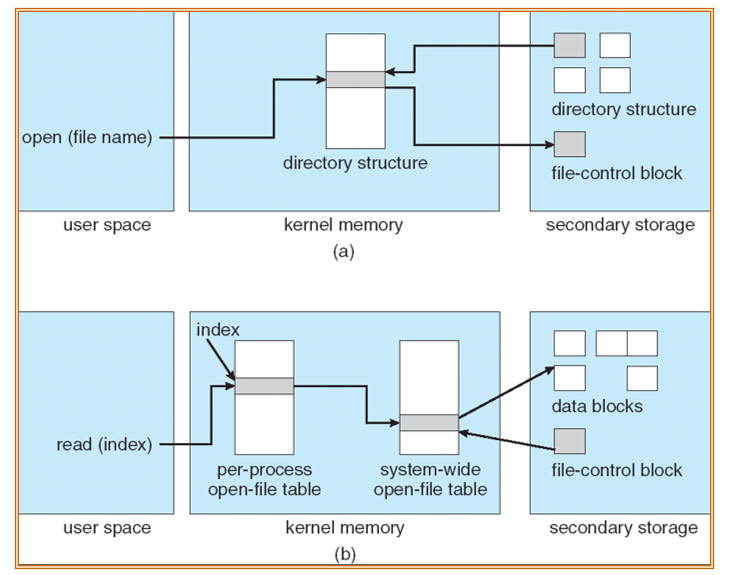 open (file name)
directory structure
directory structure
file-control block
user space
kernel memory
secondary storage
(a)
index
read (index)
per-process
open-file table
system-wide
open-file table
data blocks
file-control block
user space
kernel memory
secondary storage
(b)